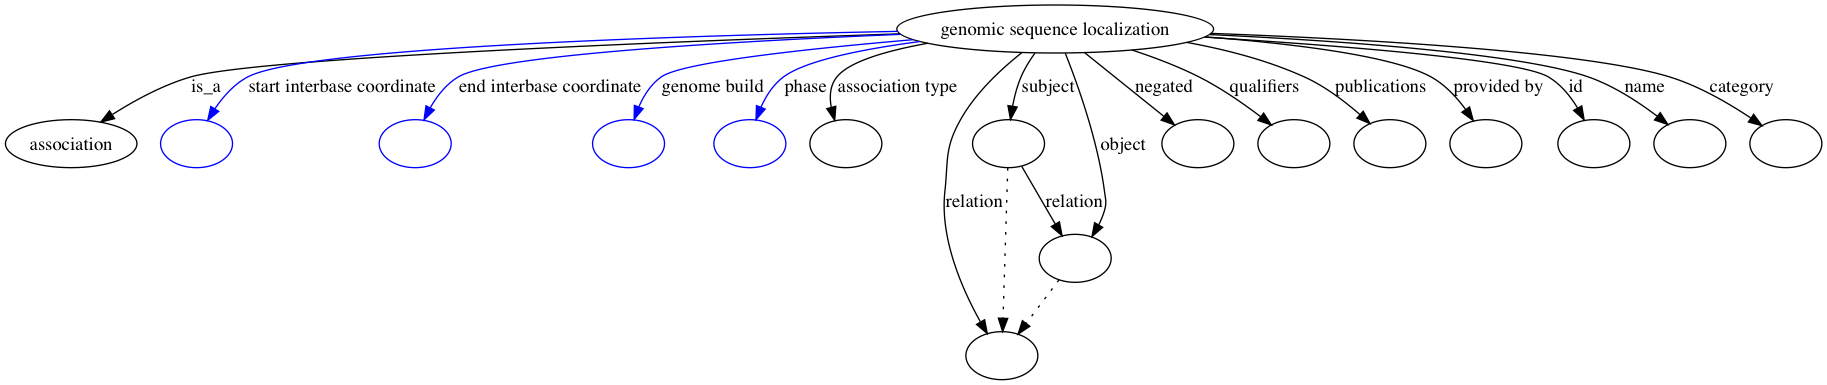 genomic sequence localization
is_a
start interbase coordinate
end interbase coordinate
genome build
phase
association type
subject
negated
qualifiers
publications
provided by
id
name
category
association
object
relation
relation